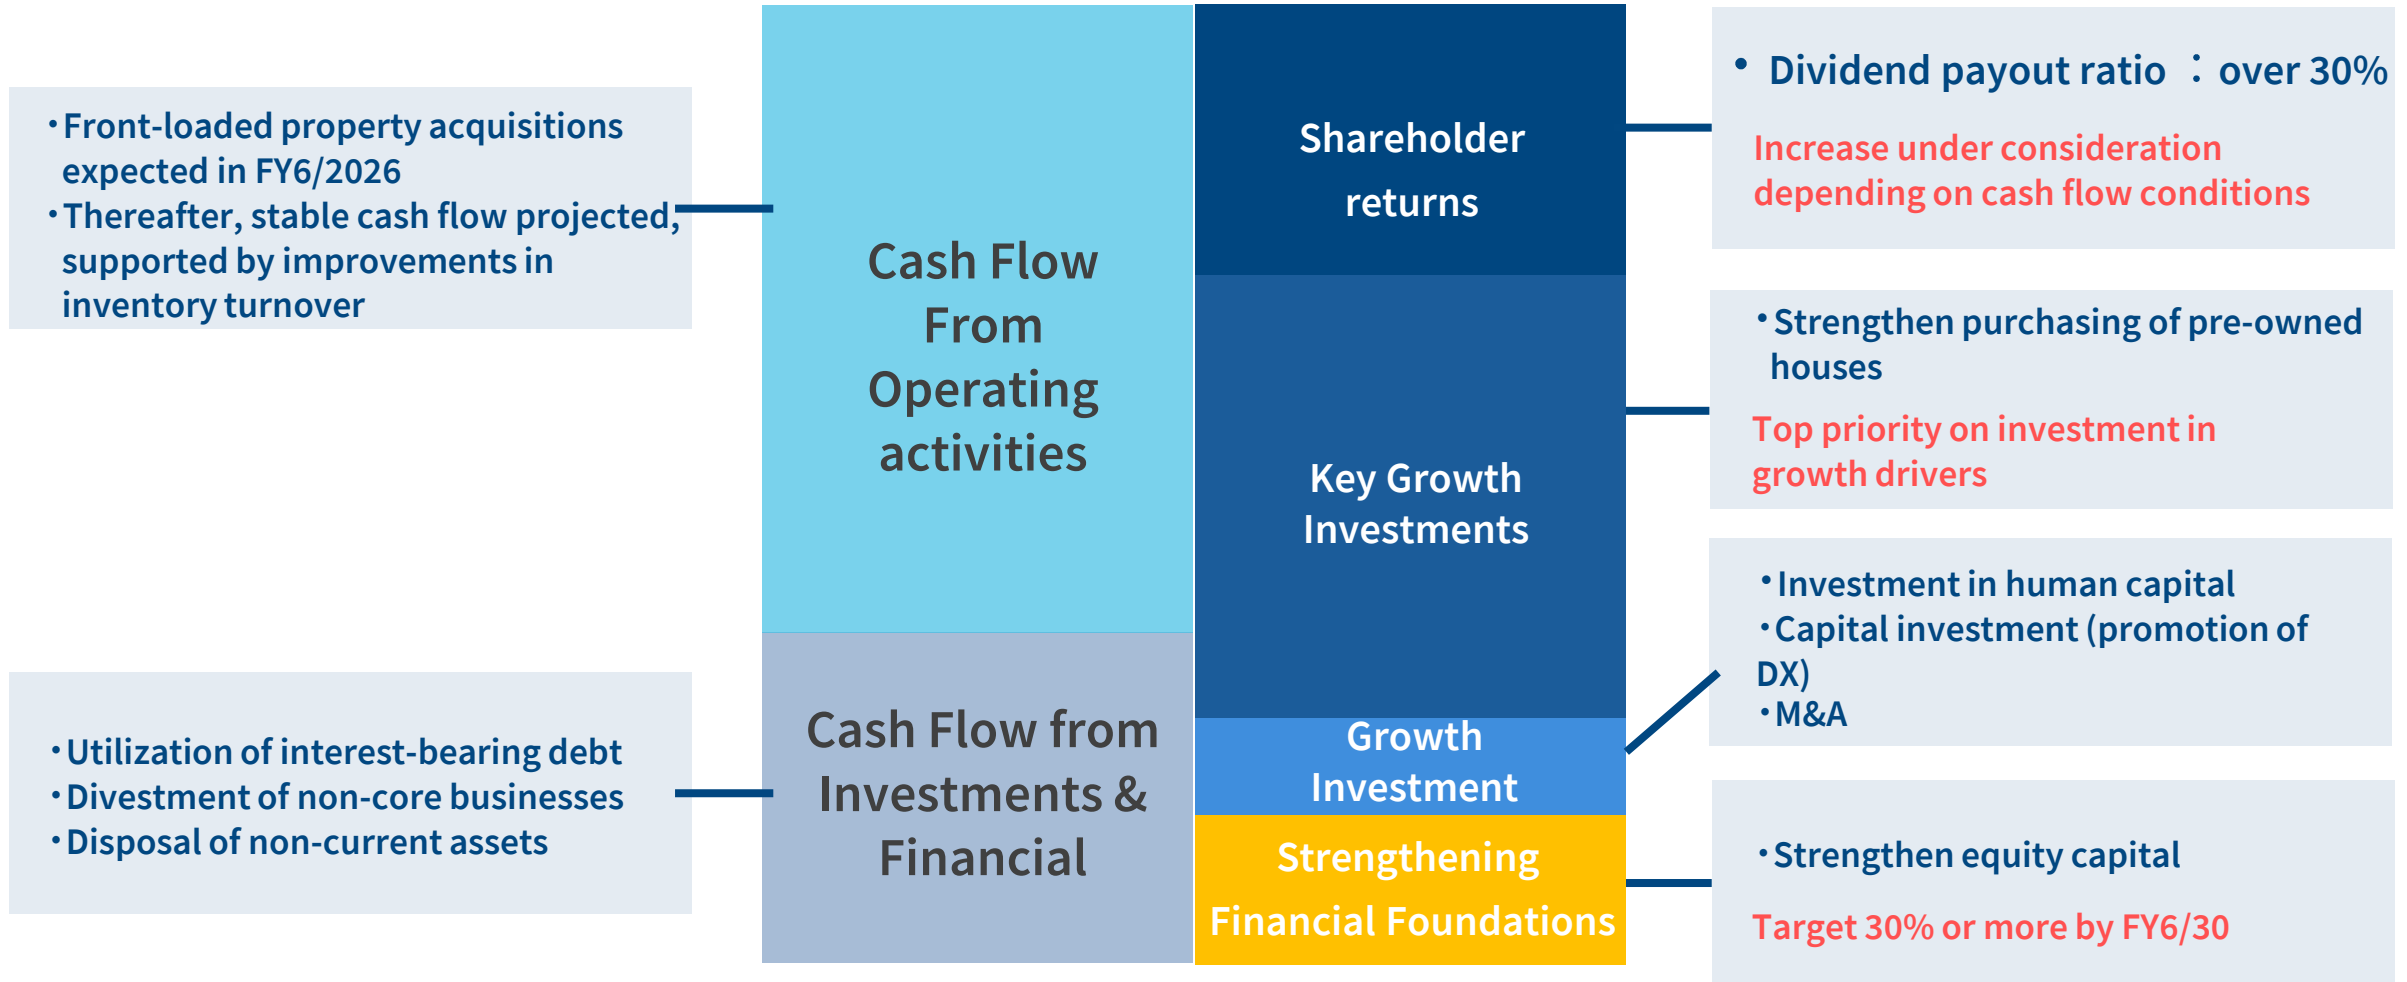 ・Front-loaded property acquisitions
expected in FY6/2026
・Thereafter, stable cash flow projected,
supported by improvements in
inventory turnover
・Utilization of interest-bearing debt
・Divestment of non-core businesses
・Disposal of non-current assets
Cash Flow
From
Operating
activities
Cash Flow from
Investments &
Financial
Shareholder
returns
Key Growth
Investments
Growth
Investment
Strengthening
Financial Foundations
• Dividend payout ratio ：over 30%
Increase under consideration
depending on cash flow conditions
・Strengthen purchasing of pre-owned
houses
Top priority on investment in
growth drivers
・Investment in human capital
・Capital investment (promotion of
DX)
・M&A
・Strengthen equity capital
Target 30% or more by FY6/30